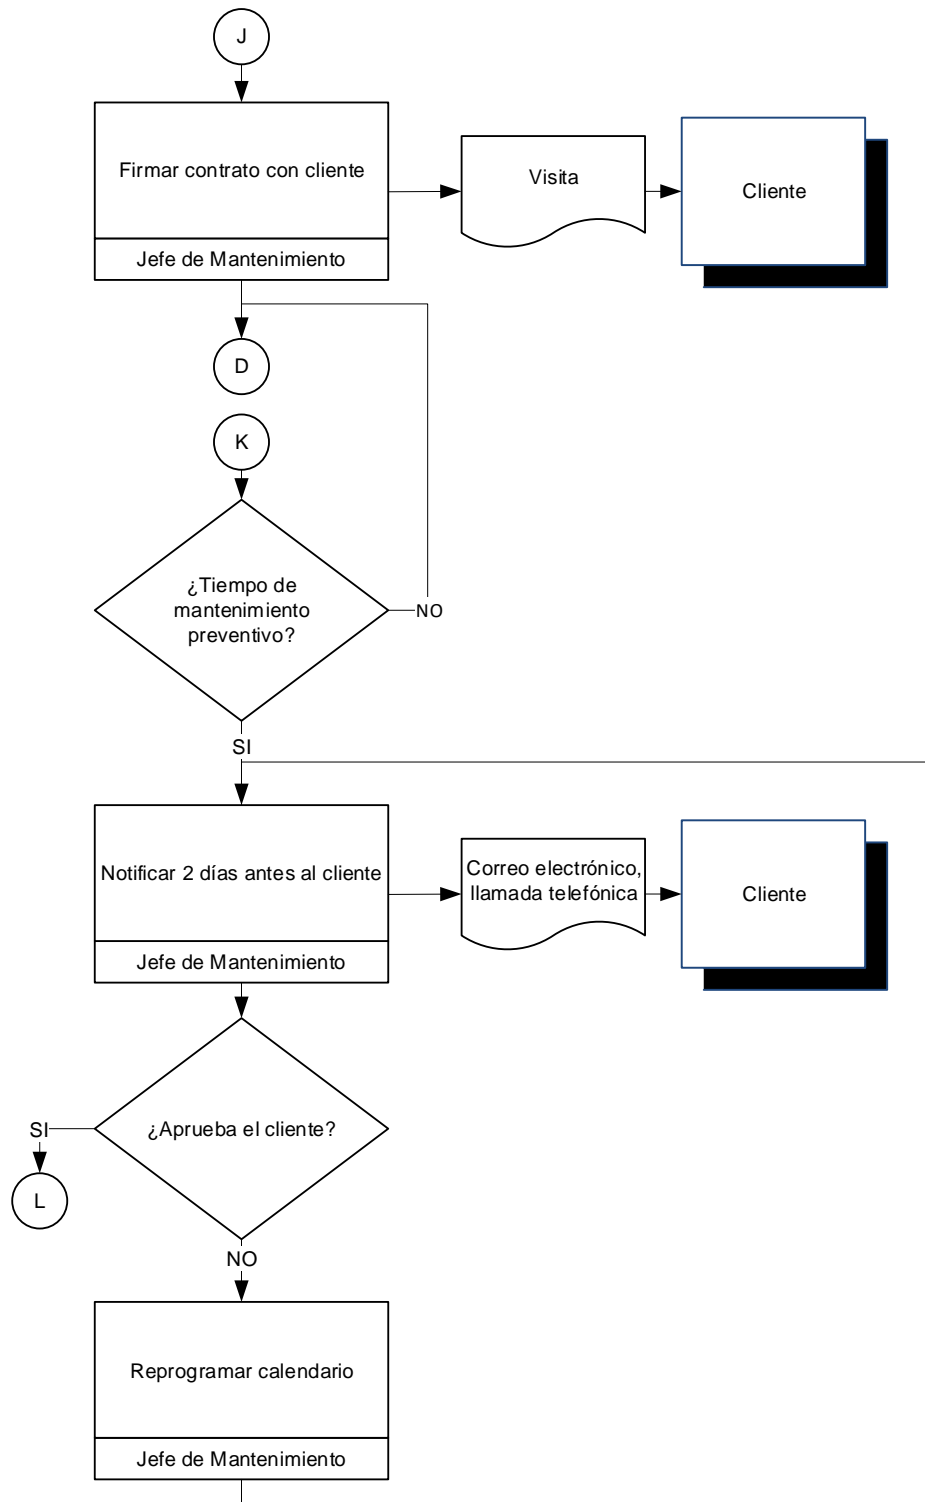 J
Firmar contrato con cliente
Visita
Cliente
Jefe de Mantenimiento
D
K
¿Tiempo de
mantenimiento
preventivo?
NO
SI
Notificar 2 días antes al cliente
Correo electrónico,
llamada telefónica
Cliente
Jefe de Mantenimiento
¿Aprueba el cliente?
SI
L
NO
Reprogramar calendario
Jefe de Mantenimiento